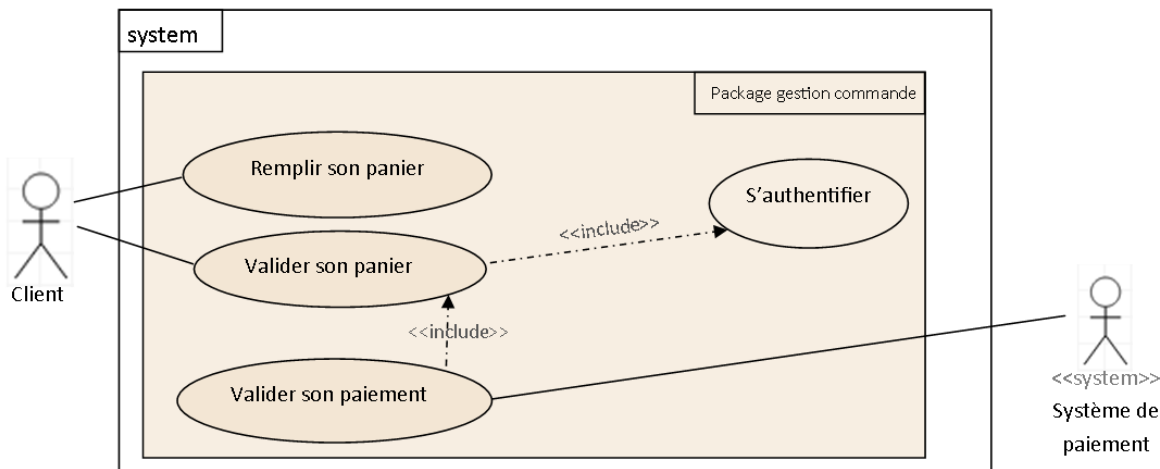 system
Package gestion commande
Remplir son panier
S'authentifier
<<include>>
Valider son panier
Client
<<include>>
Valider son paiement
<<system>>
Système de
paiement